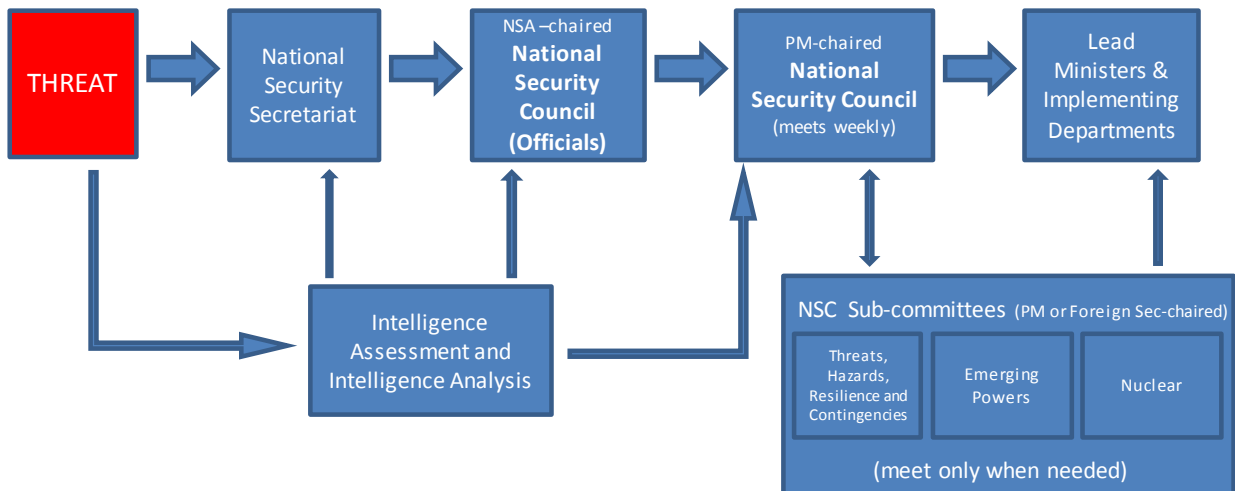 THREAT
National
Security
Secretariat
NSA –chaired
National
Security
Council
(Officials)
PM-chaired
National
Security Council
(meets weekly)
Lead
Ministers &
Implementing
Departments
Intelligence
Assessment and
Intelligence Analysis
NSC Sub-committees (PM or Foreign Sec-chaired)
Threats,
Hazards,
Resilience and
Contingencies
Emerging
Powers
Nuclear
(meet only when needed)